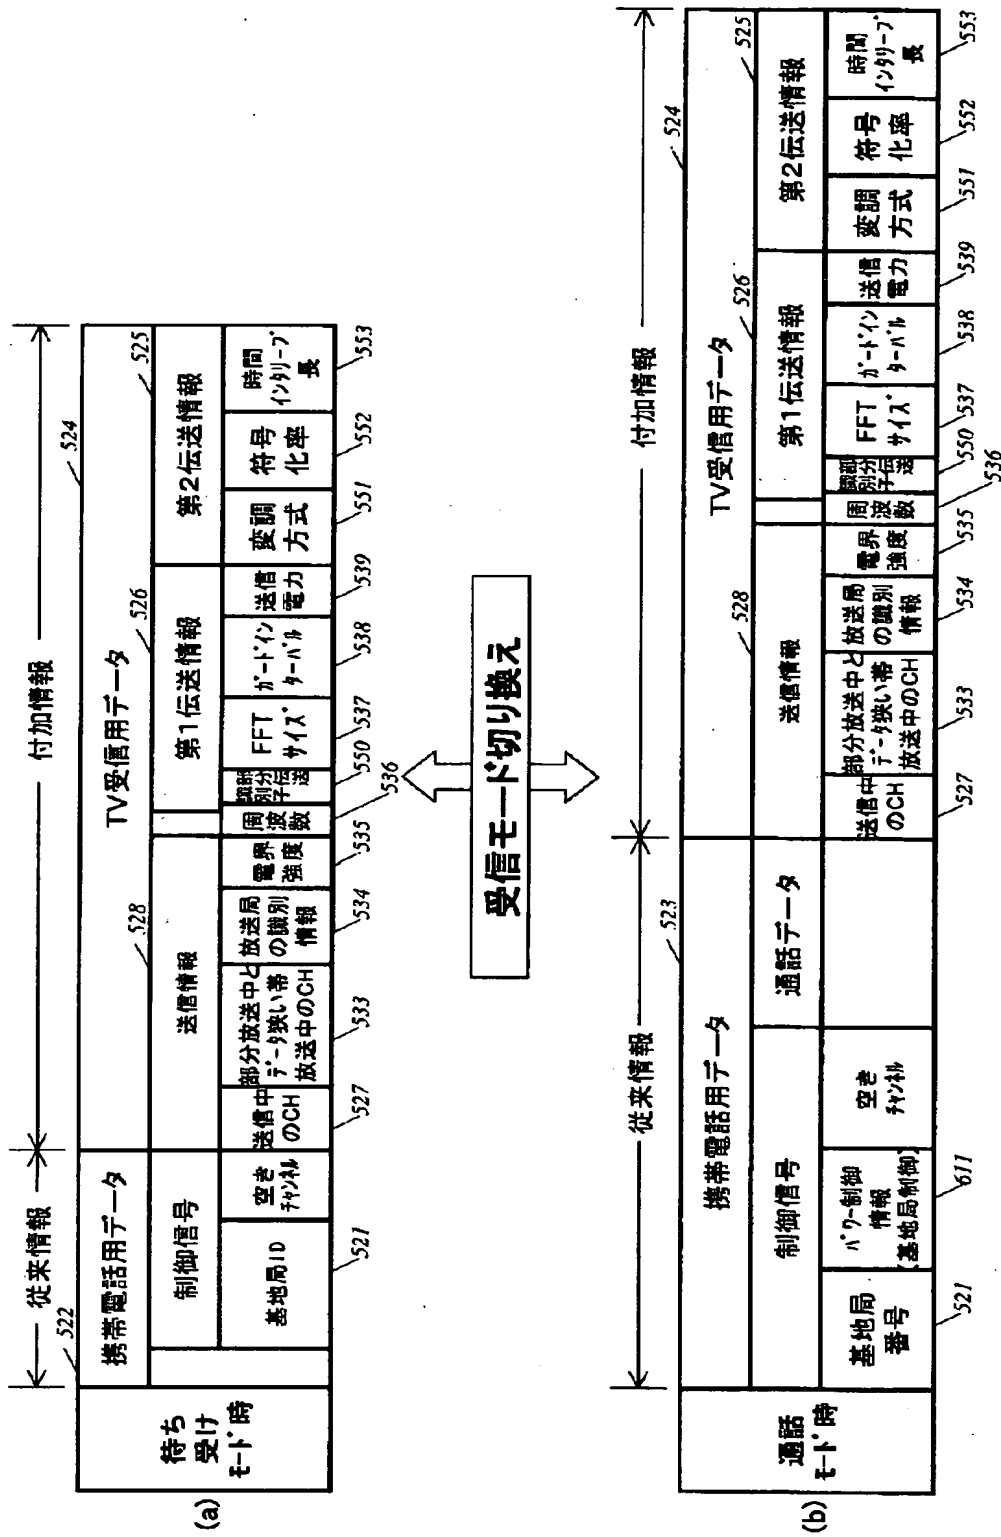 (a)
待ち
受け
モード時
従来情報
付加情報
522
携帯電話用データ
524
TV受信用データ
制御信号
528
送信情報
526
第1伝送情報
525
第2伝送情報
基地局ID
空き
チャンネル
送信中
のCH
部分放送中と
データ狭い帯
放送中のCH
放送局
の識別
情報
電界
強度
周
波
数
部分伝送
識別子
FFT
サイズ
ガードイン
ターバル
送信
電力
変調
方式
符号
化率
時間
インタリーブ
長
521
527
533
534
535
536
550
537
538
539
551
552
553
受信モード切り換え
(b)
通話
モード時
従来情報
付加情報
523
携帯電話用データ
524
TV受信用データ
制御信号
通話データ
528
送信情報
526
第1伝送情報
525
第2伝送情報
基地局
番号
パワー制御
情報
(基地局制御)
空き
チャンネル
送信中
のCH
部分放送中と
データ狭い帯
放送中のCH
放送局
の識別
情報
電界
強度
周
波
数
部分伝送
識別子
FFT
サイズ
ガードイン
ターバル
送信
電力
変調
方式
符号
化率
時間
インタリーブ
長
521
611
527
533
534
535
536
550
537
538
539
551
552
553